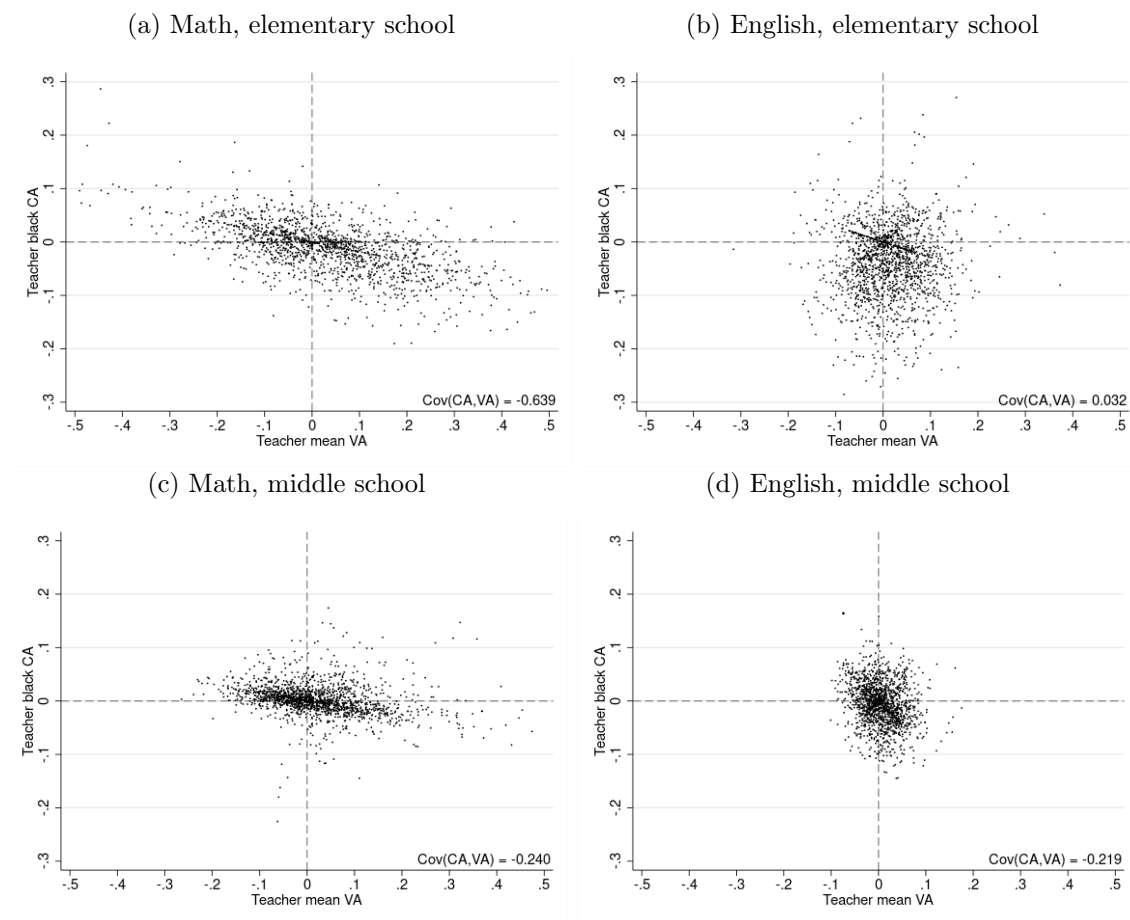 (a) Math, elementary school
(b) English, elementary school
Teacher black CA
.3
.2
.1
0
-.1
-.2
-.3
Cov(CA,VA) = -0.639
-.5 -.4 -.3 -.2 -.1 0 .1 .2 .3 .4 .5
Teacher mean VA
Teacher black CA
.3
.2
.1
0
-.1
-.2
-.3
Cov(CA,VA) = 0.032
-.5 -.4 -.3 -.2 -.1 0 .1 .2 .3 .4 .5
Teacher mean VA
(c) Math, middle school
(d) English, middle school
Teacher black CA
.3
.2
.1
0
-.1
-.2
-.3
Cov(CA,VA) = -0.240
-.5 -.4 -.3 -.2 -.1 0 .1 .2 .3 .4 .5
Teacher mean VA
Teacher black CA
.3
.2
.1
0
-.1
-.2
-.3
Cov(CA,VA) = -0.219
-.5 -.4 -.3 -.2 -.1 0 .1 .2 .3 .4 .5
Teacher mean VA